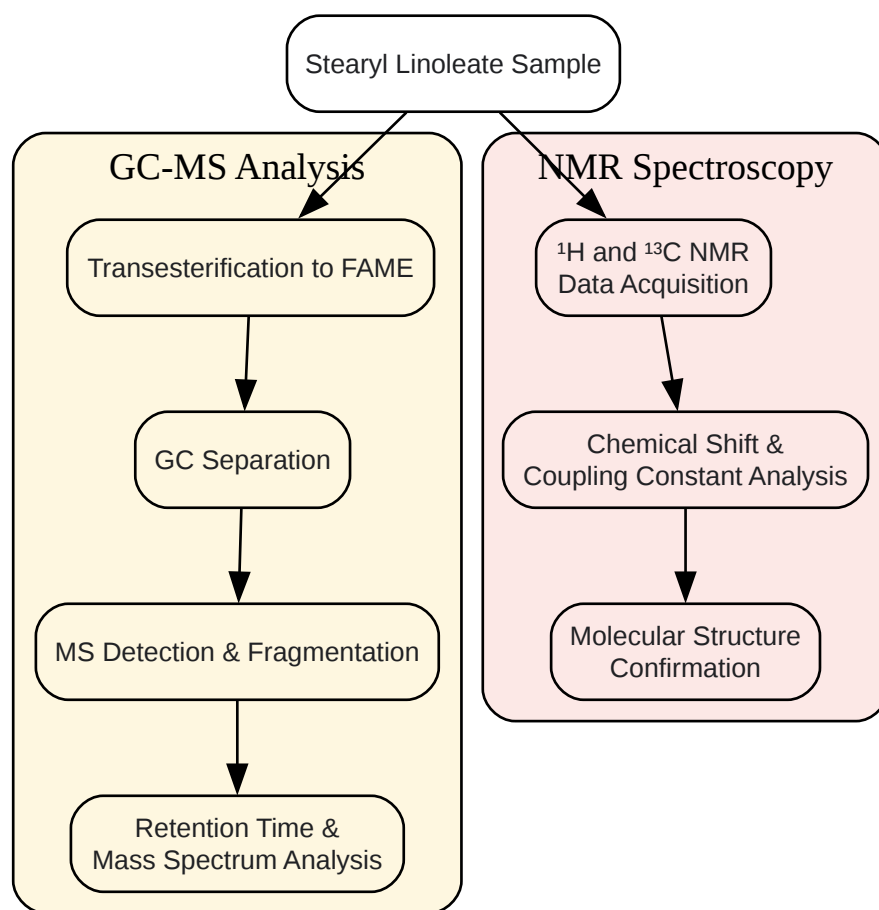 Stearyl Linoleate Sample
GC-MS Analysis
Transesterification to FAME
GC Separation
MS Detection & Fragmentation
Retention Time &
Mass Spectrum Analysis
NMR Spectroscopy
¹H and ¹³C NMR
Data Acquisition
Chemical Shift &
Coupling Constant Analysis
Molecular Structure
Confirmation